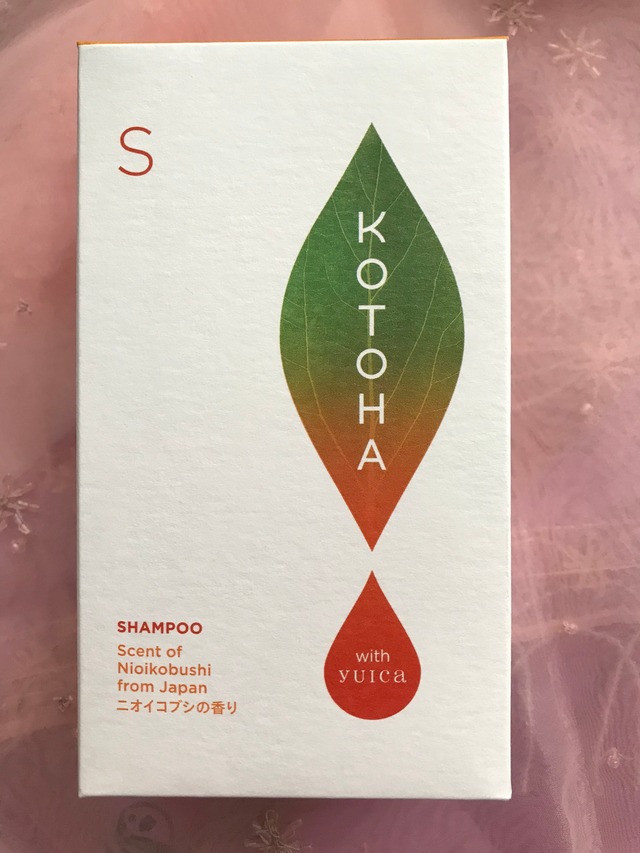 S
KOTOHA
with
yuica
SHAMPOO
Scent of
Nioikobushi
from Japan
ニオイコブシの香り